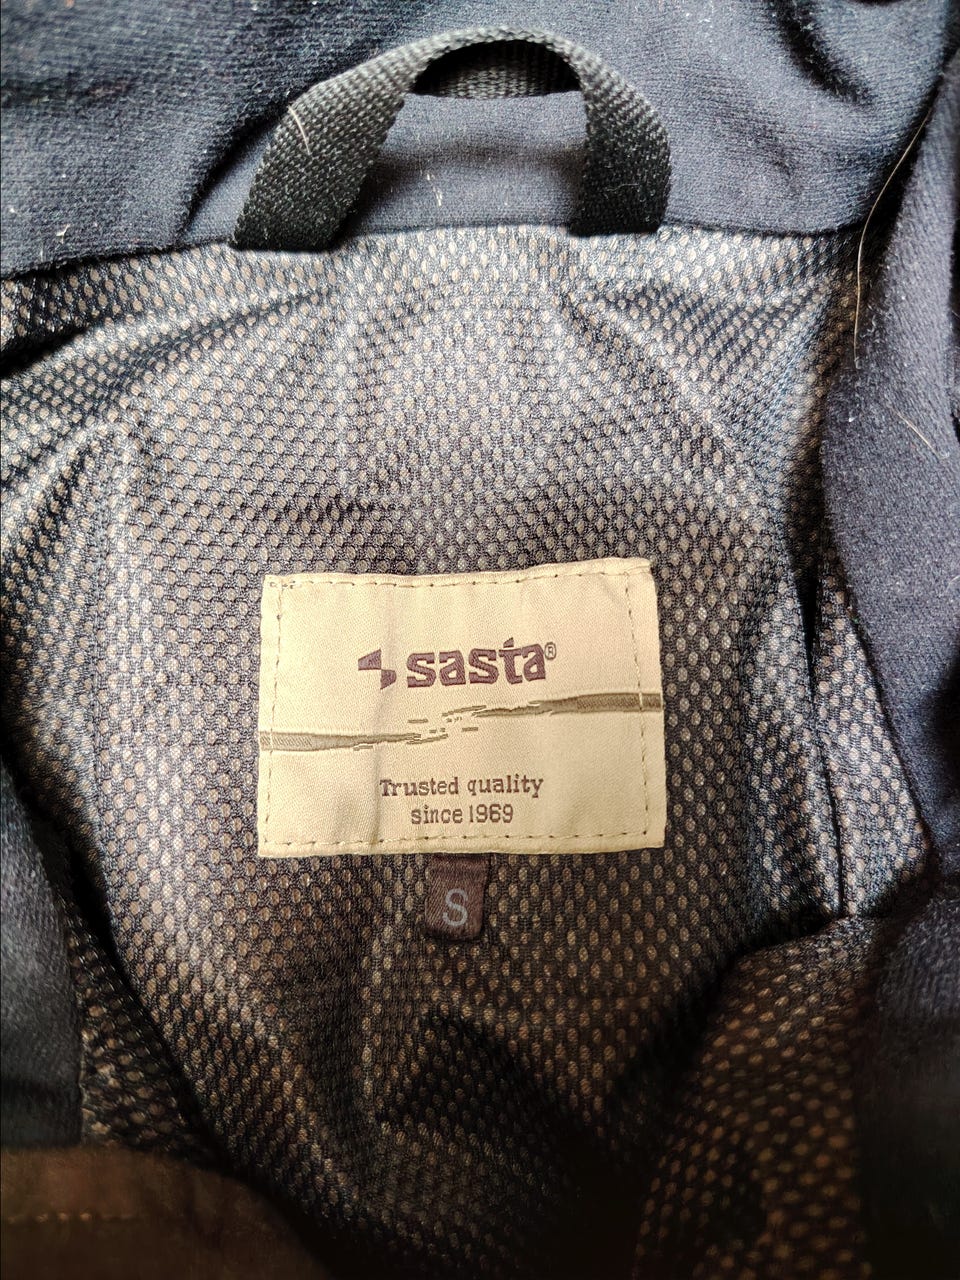 sasta®
Trusted quality
since 1969
S